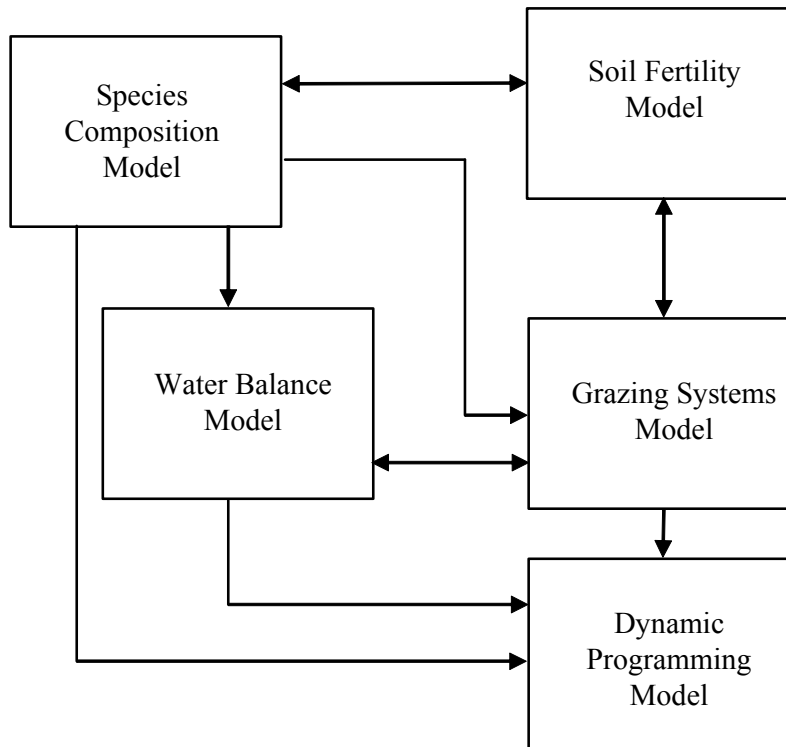 Species
Composition
Model
Soil Fertility
Model
Water Balance
Model
Grazing Systems
Model
Dynamic
Programming
Model